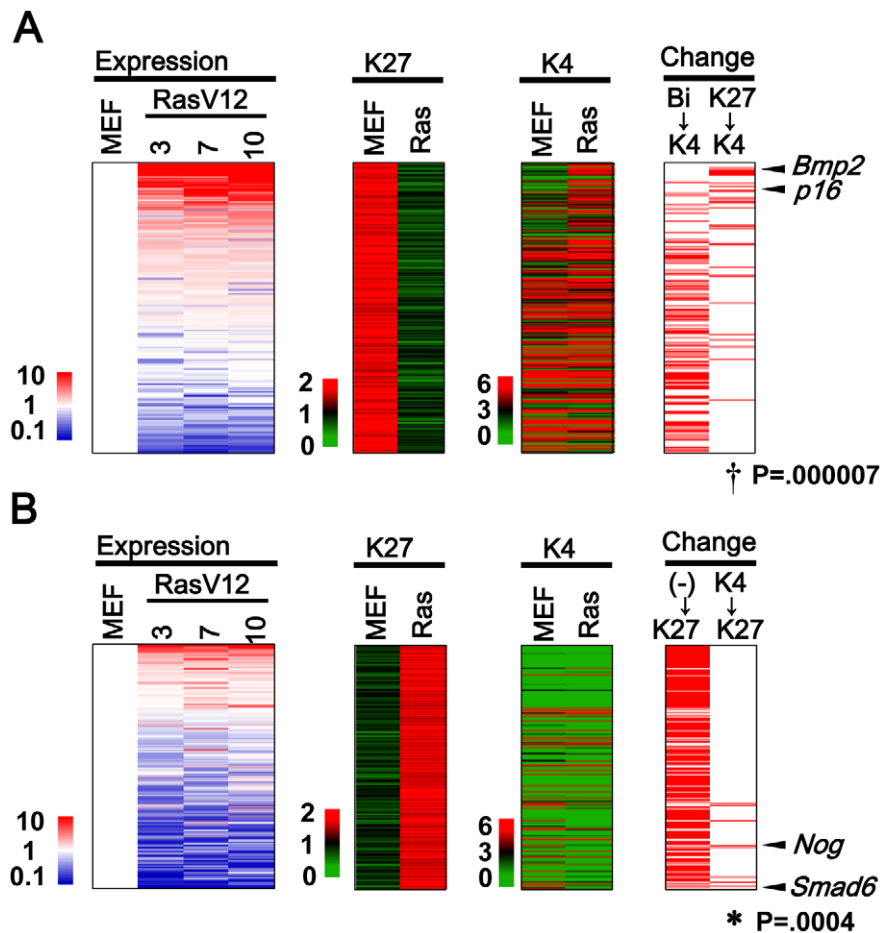 A
Expression K27 K4 Change
RasV12
MEF 3 7 10 MEF Ras MEF Ras
Bi K27
↓ ↓
K4 K4
Bmp2
p16
10
1
0.1
2
1
0
6
3
0
† P=.000007
B
Expression K27 K4 Change
RasV12
MEF 3 7 10 MEF Ras MEF Ras
(-) K4
↓ ↓
K27 K27
10
1
0.1
2
1
0
6
3
0
Nog
Smad6
* P=.0004